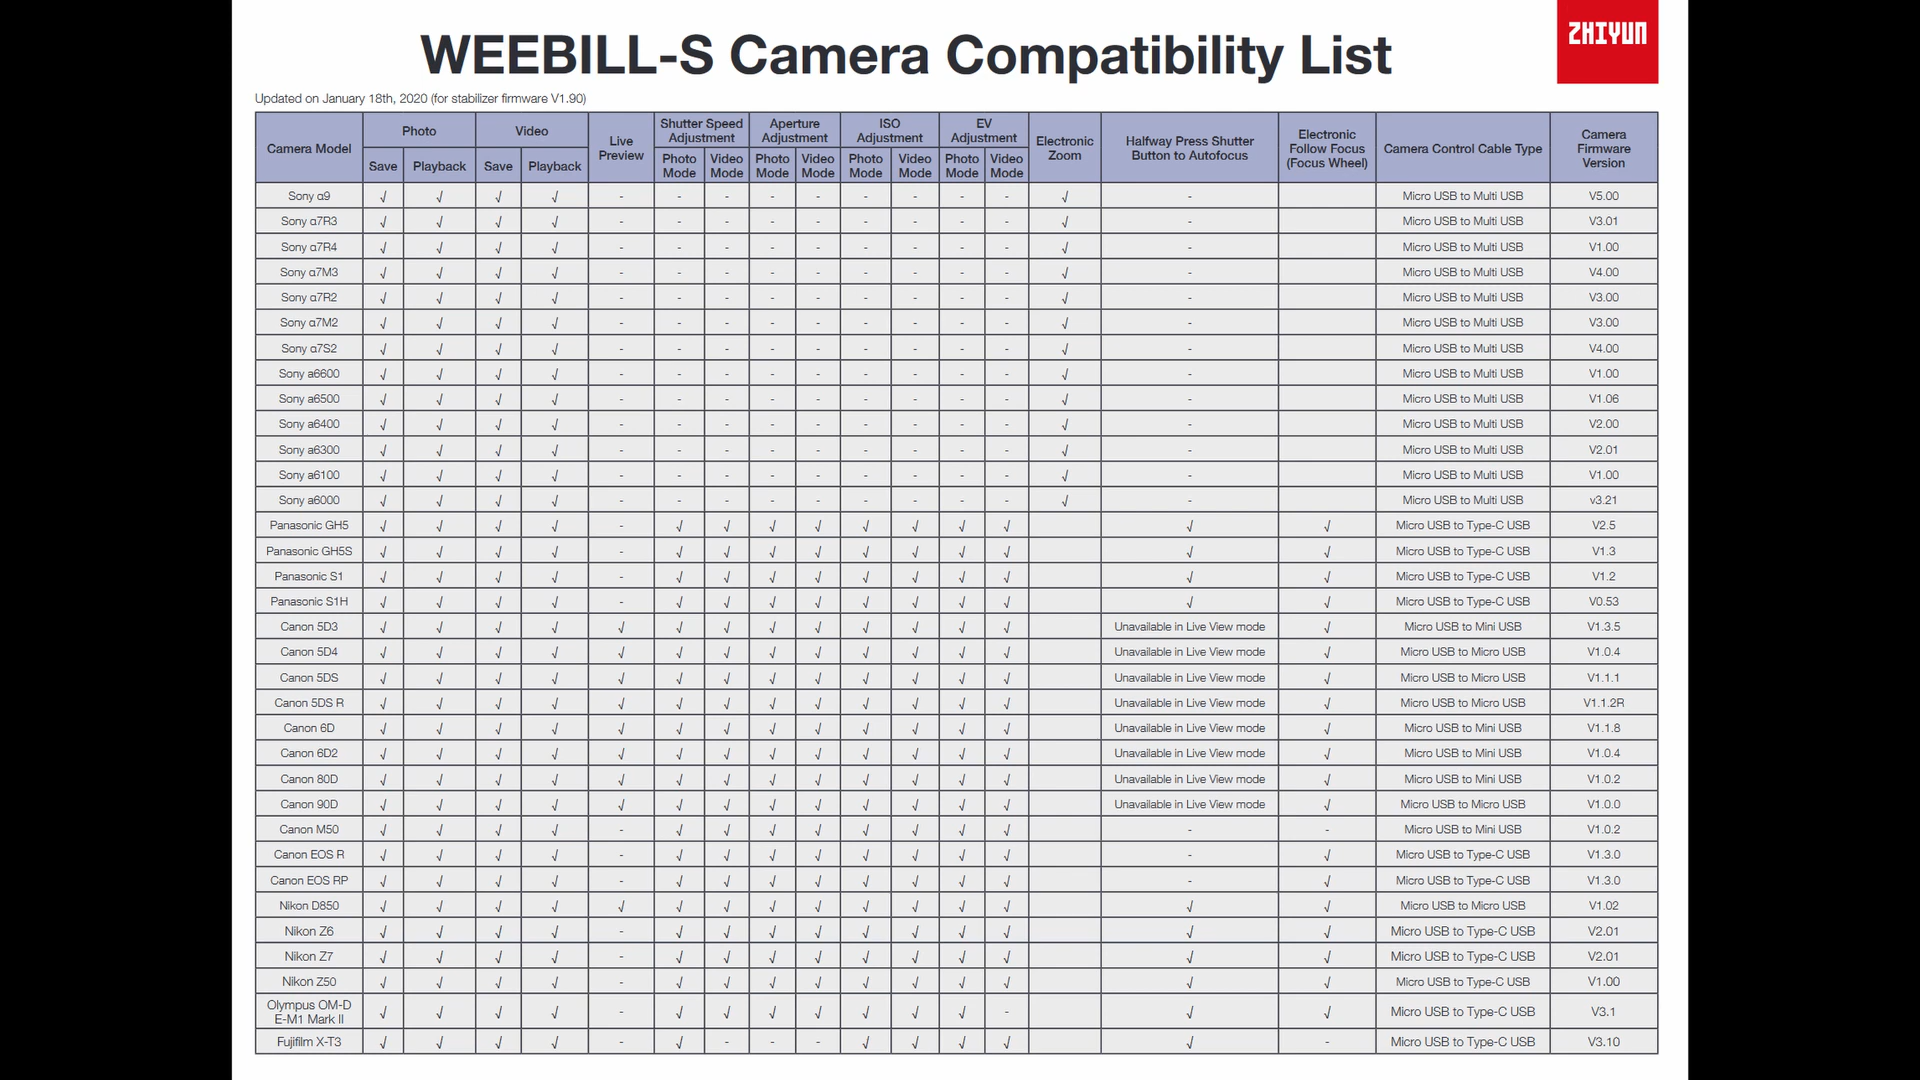 WEEBILL-S Camera Compatibility List
ZHIYUN
Updated on January 18th, 2020 (for stabilizer firmware V1.90)
Camera Model | Photo | Video | Live Preview | Shutter Speed Adjustment | Aperture Adjustment | ISO Adjustment | EV Adjustment | Electronic Zoom | Halfway Press Shutter Button to Autofocus | Electronic Follow Focus (Focus Wheel) | Camera Control Cable Type | Camera Firmware Version
Save | Playback | Save | Playback | Photo Mode | Video Mode | Photo Mode | Video Mode | Photo Mode | Video Mode | Photo Mode | Video Mode
Sony α9 √ √ √ √ - - - - - - - - - √ - Micro USB to Multi USB V5.00
Sony α7R3 √ √ √ √ - - - - - - - - - √ - Micro USB to Multi USB V3.01
Sony α7R4 √ √ √ √ - - - - - - - - - √ - Micro USB to Multi USB V1.00
Sony α7M3 √ √ √ √ - - - - - - - - - √ - Micro USB to Multi USB V4.00
Sony α7R2 √ √ √ √ - - - - - - - - - √ - Micro USB to Multi USB V3.00
Sony α7M2 √ √ √ √ - - - - - - - - - √ - Micro USB to Multi USB V3.00
Sony α7S2 √ √ √ √ - - - - - - - - - √ - Micro USB to Multi USB V4.00
Sony a6600 √ √ √ √ - - - - - - - - - √ - Micro USB to Multi USB V1.00
Sony a6500 √ √ √ √ - - - - - - - - - √ - Micro USB to Multi USB V1.06
Sony a6400 √ √ √ √ - - - - - - - - - √ - Micro USB to Multi USB V2.00
Sony a6300 √ √ √ √ - - - - - - - - - √ - Micro USB to Multi USB V2.01
Sony a6100 √ √ √ √ - - - - - - - - - √ - Micro USB to Multi USB V1.00
Sony a6000 √ √ √ √ - - - - - - - - - √ - Micro USB to Multi USB v3.21
Panasonic GH5 √ √ √ √ - √ √ √ √ √ √ √ √ √ √ Micro USB to Type-C USB V2.5
Panasonic GH5S √ √ √ √ - √ √ √ √ √ √ √ √ √ √ Micro USB to Type-C USB V1.3
Panasonic S1 √ √ √ √ - √ √ √ √ √ √ √ √ √ √ Micro USB to Type-C USB V1.2
Panasonic S1H √ √ √ √ - √ √ √ √ √ √ √ √ √ √ Micro USB to Type-C USB V0.53
Canon 5D3 √ √ √ √ √ √ √ √ √ √ √ √ √ Unavailable in Live View mode √ Micro USB to Mini USB V1.3.5
Canon 5D4 √ √ √ √ √ √ √ √ √ √ √ √ √ Unavailable in Live View mode √ Micro USB to Micro USB V1.0.4
Canon 5DS √ √ √ √ √ √ √ √ √ √ √ √ √ Unavailable in Live View mode √ Micro USB to Micro USB V1.1.1
Canon 5DS R √ √ √ √ √ √ √ √ √ √ √ √ √ Unavailable in Live View mode √ Micro USB to Micro USB V1.1.2R
Canon 6D √ √ √ √ √ √ √ √ √ √ √ √ √ Unavailable in Live View mode √ Micro USB to Mini USB V1.1.8
Canon 6D2 √ √ √ √ √ √ √ √ √ √ √ √ √ Unavailable in Live View mode √ Micro USB to Mini USB V1.0.4
Canon 80D √ √ √ √ √ √ √ √ √ √ √ √ √ Unavailable in Live View mode √ Micro USB to Mini USB V1.0.2
Canon 90D √ √ √ √ √ √ √ √ √ √ √ √ √ Unavailable in Live View mode √ Micro USB to Micro USB V1.0.0
Canon M50 √ √ √ √ - √ √ √ √ √ √ √ √ - - Micro USB to Mini USB V1.0.2
Canon EOS R √ √ √ √ - √ √ √ √ √ √ √ √ - √ Micro USB to Type-C USB V1.3.0
Canon EOS RP √ √ √ √ - √ √ √ √ √ √ √ √ - √ Micro USB to Type-C USB V1.3.0
Nikon D850 √ √ √ √ √ √ √ √ √ √ √ √ √ √ √ Micro USB to Micro USB V1.02
Nikon Z6 √ √ √ √ - √ √ √ √ √ √ √ √ √ √ Micro USB to Type-C USB V2.01
Nikon Z7 √ √ √ √ - √ √ √ √ √ √ √ √ √ √ Micro USB to Type-C USB V2.01
Nikon Z50 √ √ √ √ - √ √ √ √ √ √ √ √ √ √ Micro USB to Type-C USB V1.00
Olympus OM-D E-M1 Mark II √ √ √ √ - √ √ √ √ √ √ √ - √ √ Micro USB to Type-C USB V3.1
Fujifilm X-T3 √ √ √ √ - √ - - - √ √ √ √ √ - Micro USB to Type-C USB V3.10